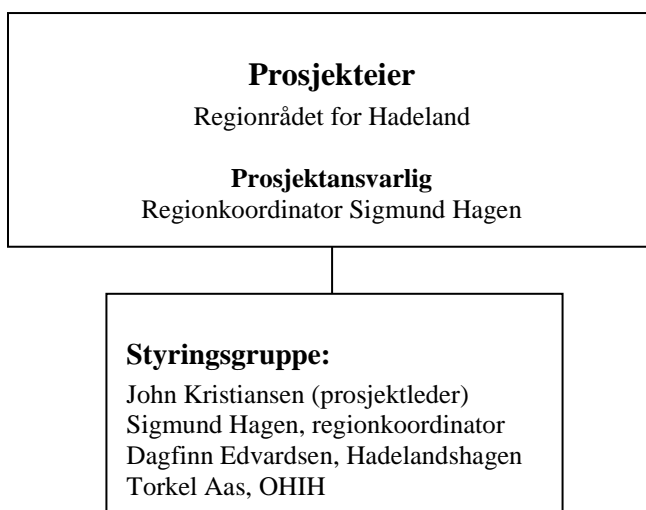 Prosjekteier
Regionrådet for Hadeland
Prosjektansvarlig
Regionkoordinator Sigmund Hagen
Styringsgruppe:
John Kristiansen (prosjektleder)
Sigmund Hagen, regionkoordinator
Dagfinn Edvardsen, Hadelandshagen
Torkel Aas, OHIH